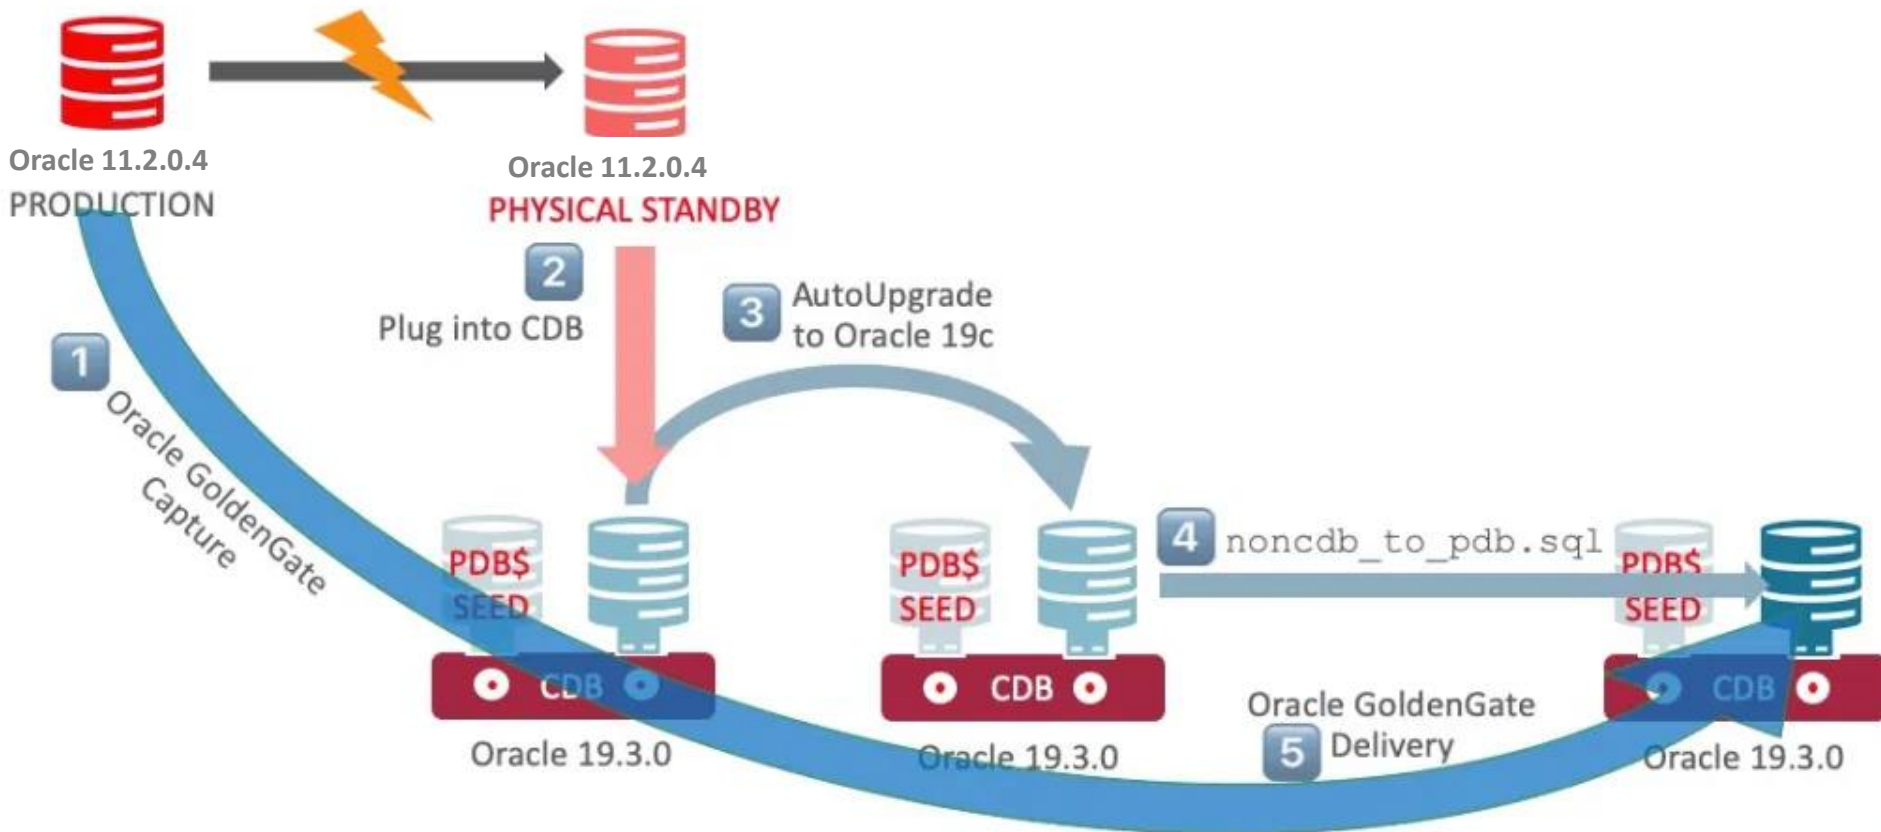 Oracle 11.2.0.4
PRODUCTION
Oracle 11.2.0.4
PHYSICAL STANDBY
2
Plug into CDB
3
AutoUpgrade
to Oracle 19c
1
Oracle GoldenGate
Capture
PDB$
SEED
CDB
Oracle 19.3.0
PDB$
SEED
CDB
Oracle 19.3.0
4
noncdb_to_pdb.sql
PDB$
SEED
CDB
Oracle 19.3.0
Oracle GoldenGate
5
Delivery